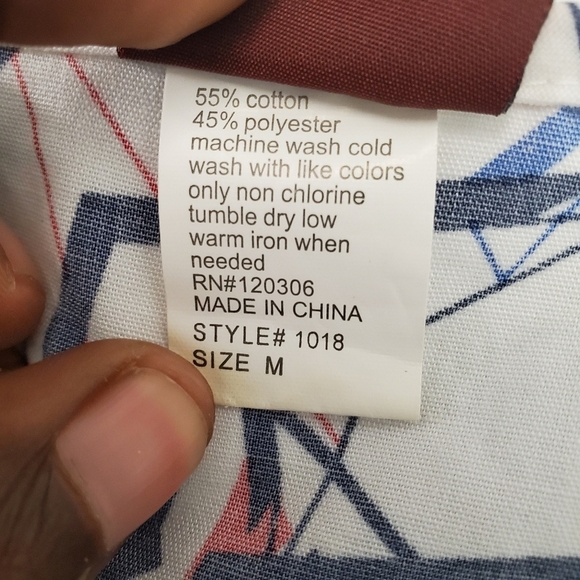 55% cotton
45% polyester
machine wash cold
wash with like colors
only non chlorine
tumble dry low
warm iron when
needed
RN#120306
MADE IN CHINA
STYLE# 1018
SIZE M